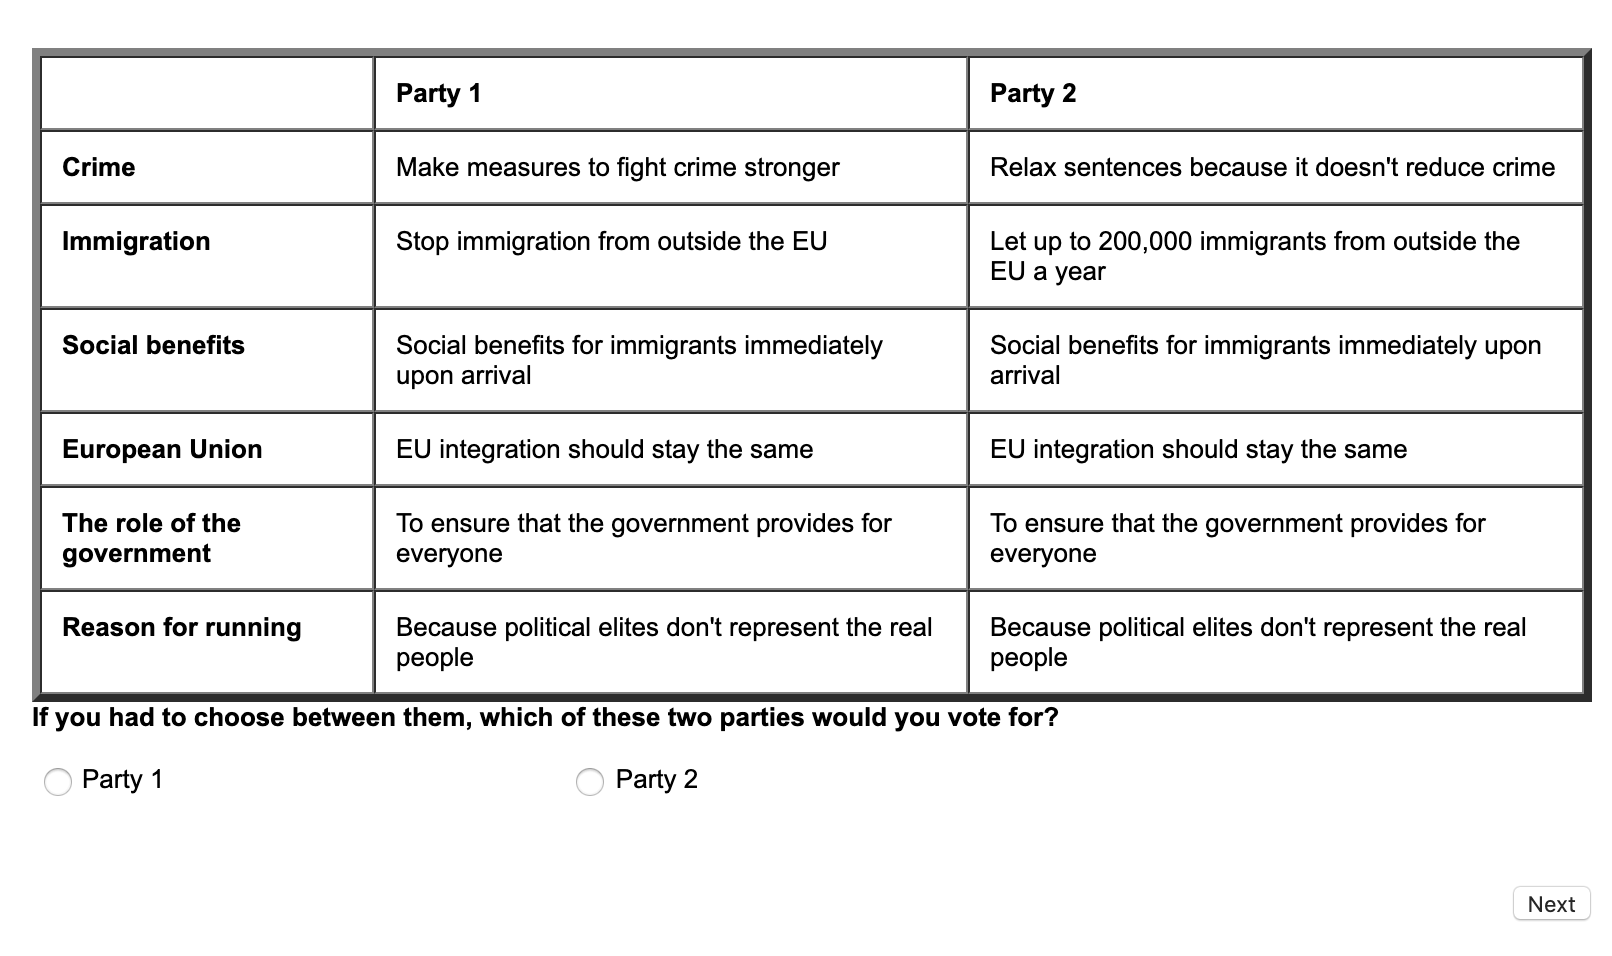 Party 1
Party 2
Crime
Make measures to fight crime stronger
Relax sentences because it doesn't reduce crime
Immigration
Stop immigration from outside the EU
Let up to 200,000 immigrants from outside the
EU a year
Social benefits
Social benefits for immigrants immediately
upon arrival
Social benefits for immigrants immediately upon
arrival
European Union
EU integration should stay the same
EU integration should stay the same
The role of the
government
To ensure that the government provides for
everyone
To ensure that the government provides for
everyone
Reason for running
Because political elites don't represent the real
people
Because political elites don't represent the real
people
If you had to choose between them, which of these two parties would you vote for?
Party 1
Party 2
Next